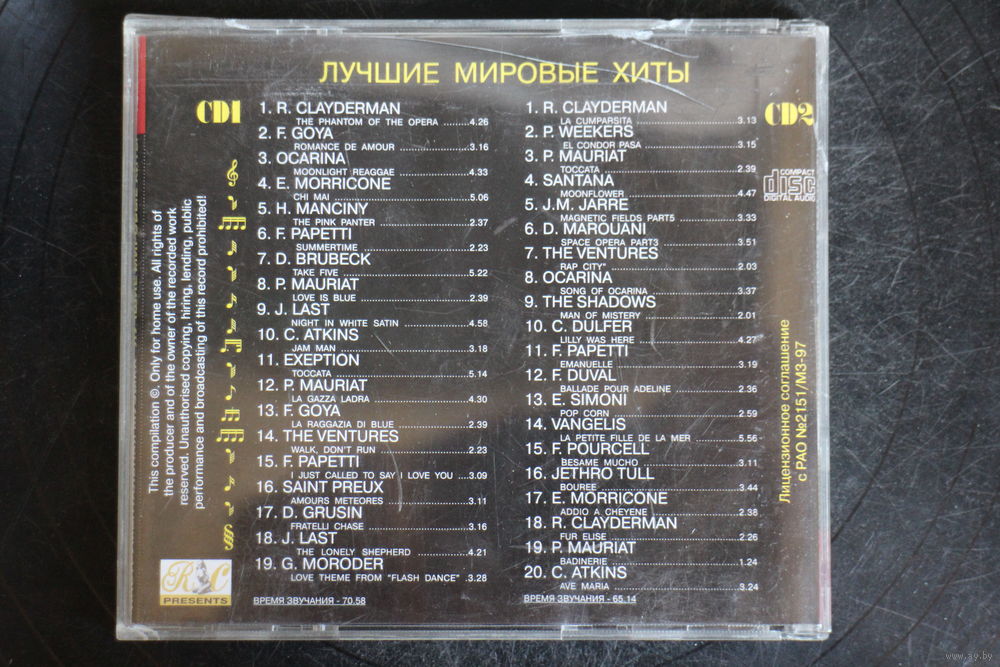 ЛУЧШИЕ МИРОВЫЕ ХИТЫ
CD1
1. R. CLAYDERMAN
THE PHANTOM OF THE OPERA ........4.26
2. F. GOYA
ROMANCE DE AMOUR ........3.16
3. OCARINA
MOONLIGHT REAGGAE ........4.33
4. E. MORRICONE
CHI MAI ........5.06
5. H. MANCINY
THE PINK PANTER ........2.37
6. F. PAPETTI
SUMMERTIME ........2.23
7. D. BRUBECK
TAKE FIVE ........5.22
8. P. MAURIAT
LOVE IS BLUE ........2.39
9. J. LAST
NIGHT IN WHITE SATIN ........4.58
10. C. ATKINS
JAM MAN ........3.18
11. EXEPTION
TOCCATA ........5.14
12. P. MAURIAT
LA GAZZA LADRA ........4.30
13. F. GOYA
LA RAGGAZIA DI BLUE ........2.39
14. THE VENTURES
WALK, DON'T RUN ........2.23
15. F. PAPETTI
I JUST CALLED TO SAY I LOVE YOU ...3.09
16. SAINT PREUX
AMOURS METEORES ........3.11
17. D. GRUSIN
FRATELLI CHASE ........3.16
18. J. LAST
THE LONELY SHEPHERD ........4.21
19. G. MORODER
LOVE THEME FROM "FLASH DANCE" .3.28
ВРЕМЯ ЗВУЧАНИЯ - 70.58
CD2
1. R. CLAYDERMAN
LA CUMPARSITA ........3.13
2. P. WEEKERS
EL CONDOR PASA ........3.15
3. P. MAURIAT
TOCCATA ........2.39
4. SANTANA
MOONFLOWER ........4.47
5. J.M. JARRE
MAGNETIC FIELDS PART5 ........3.33
6. D. MAROUANI
SPACE OPERA PART3 ........3.51
7. THE VENTURES
RAP CITY" ........2.03
8. OCARINA
SONG OF OCARINA ........3.37
9. THE SHADOWS
MAN OF MISTERY ........2.01
10. C. DULFER
LILLY WAS HERE ........4.27
11. F. PAPETTI
EMANUELLE ........3.19
12. F. DUVAL
BALLADE POUR ADELINE ........2.36
13. E. SIMONI
POP CORN ........2.59
14. VANGELIS
LA PETITE FILLE DE LA MER ........5.56
15. F. POURCELL
BESAME MUCHO ........3.11
16. JETHRO TULL
BOUREE ........3.44
17. E. MORRICONE
ADDIO A CHEYENE ........2.38
18. R. CLAYDERMAN
FUR ELISE ........2.26
19. P. MAURIAT
BADINERIE ........1.24
20. C. ATKINS
AVE MARIA ........3.24
ВРЕМЯ ЗВУЧАНИЯ - 65.14
COMPACT
disc
DIGITAL AUDIO
This compilation ©. Only for home use. All rights of
the producer and of the owner of the recorded work
reserved. Unauthorised copying, hiring, lending, public
performance and broadcasting of this record prohibited!
Лицензионное соглашение
с РАО №2151/МЗ-97
R C
PRESENTS
www.ay.by